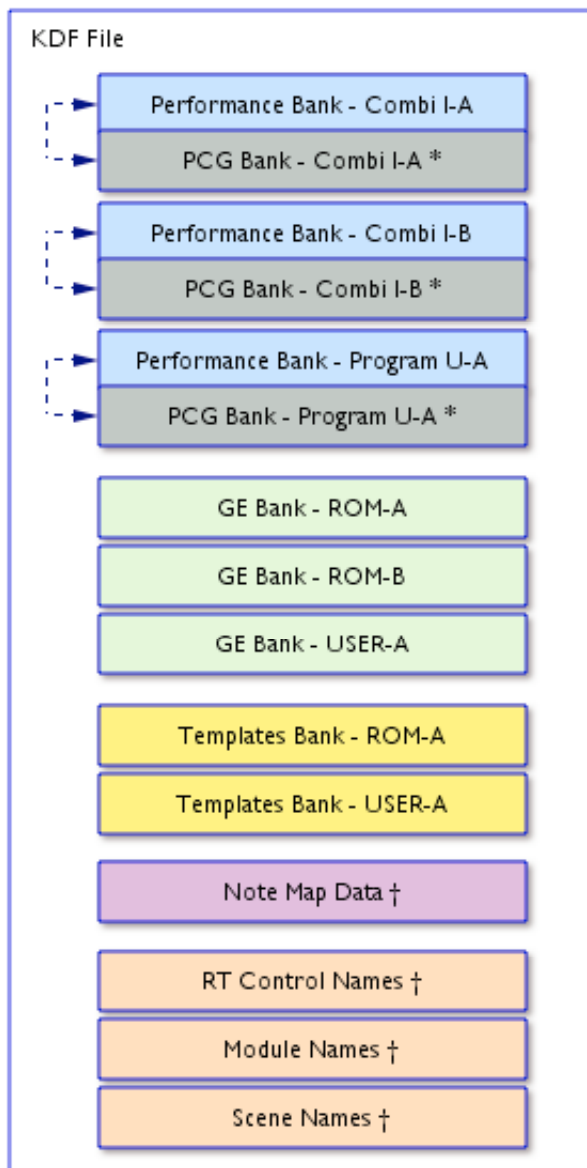 KDF File
Performance Bank - Combi I-A
PCG Bank - Combi I-A *
Performance Bank - Combi I-B
PCG Bank - Combi I-B *
Performance Bank - Program U-A
PCG Bank - Program U-A *
GE Bank - ROM-A
GE Bank - ROM-B
GE Bank - USER-A
Templates Bank - ROM-A
Templates Bank - USER-A
Note Map Data †
RT Control Names †
Module Names †
Scene Names †